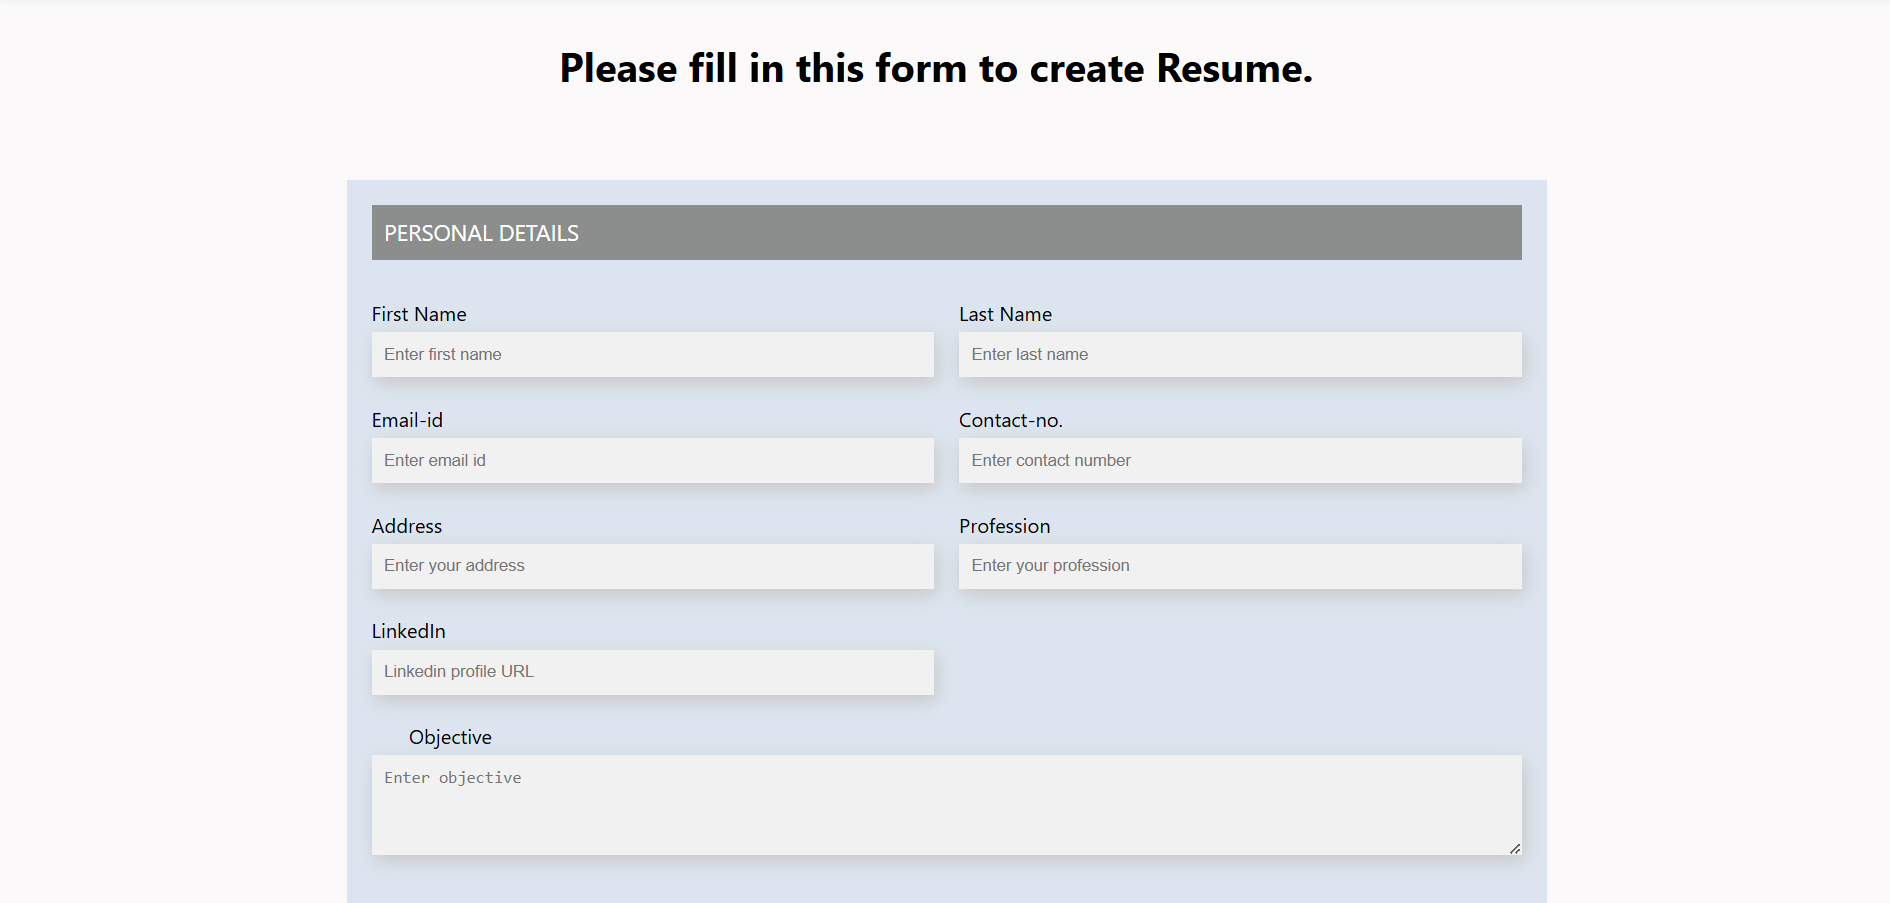 Please fill in this form to create Resume.
PERSONAL DETAILS
First Name
Last Name
Enter first name
Enter last name
Email-id
Contact-no.
Enter email id
Enter contact number
Address
Profession
Enter your address
Enter your profession
LinkedIn
Linkedin profile URL
Objective
Enter objective